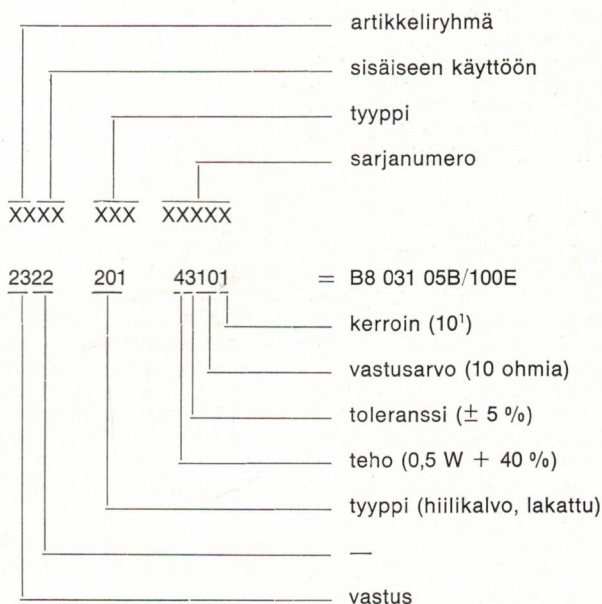 artikkeliryhmä
sisäiseen käyttöön
tyyppi
sarjanumero
XXXX XXX XXXXX
2322 201 43101 = B8 031 05B/100E
kerroin (10¹)
vastusarvo (10 ohmia)
toleranssi (± 5 %)
teho (0,5 W + 40 %)
tyyppi (hiilikalvo, lakattu)
—
vastus